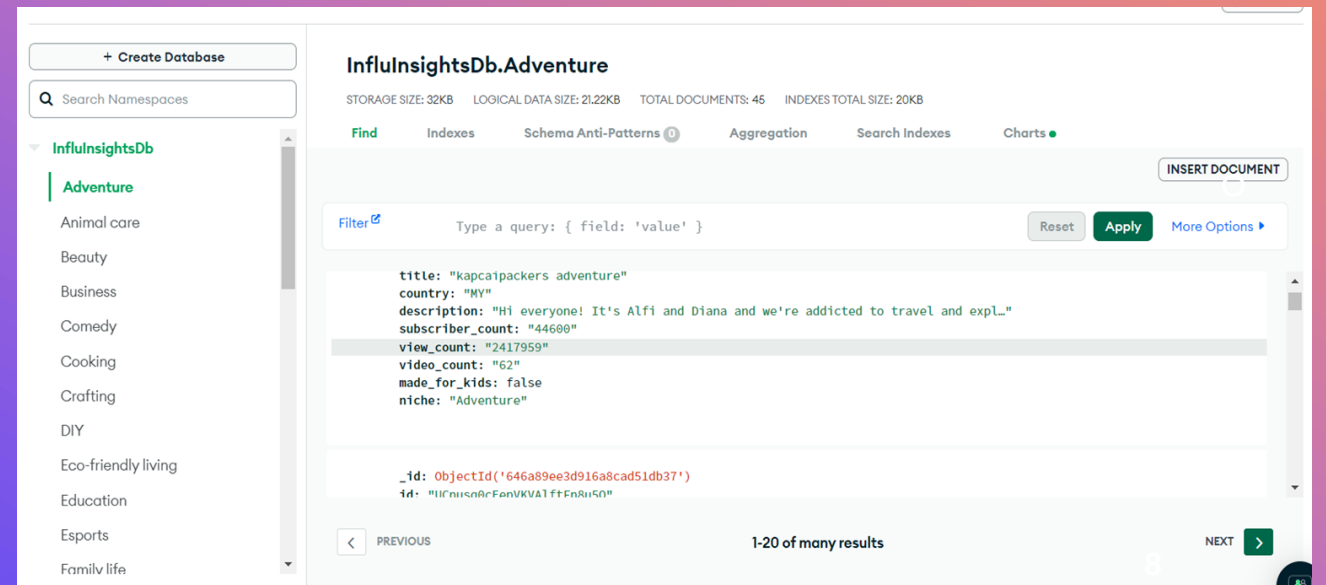 + Create Database
Search Namespaces
InfluInsightsDb
Adventure
Animal care
Beauty
Business
Comedy
Cooking
Crafting
DIY
Eco-friendly living
Education
Esports
Family life
InfluInsightsDb.Adventure
STORAGE SIZE: 32KB LOGICAL DATA SIZE: 21.22KB TOTAL DOCUMENTS: 45 INDEXES TOTAL SIZE: 20KB
Find Indexes Schema Anti-Patterns 0 Aggregation Search Indexes Charts
INSERT DOCUMENT
Filter Type a query: { field: 'value' } Reset Apply More Options
title: "kapcaipackers adventure"
country: "MY"
description: "Hi everyone! It's Alfi and Diana and we're addicted to travel and expl…"
subscriber_count: "44600"
view_count: "2417959"
video_count: "62"
made_for_kids: false
niche: "Adventure"
_id: ObjectId('646a89ee3d916a8cad51db37')
id:
PREVIOUS 1-20 of many results NEXT
8